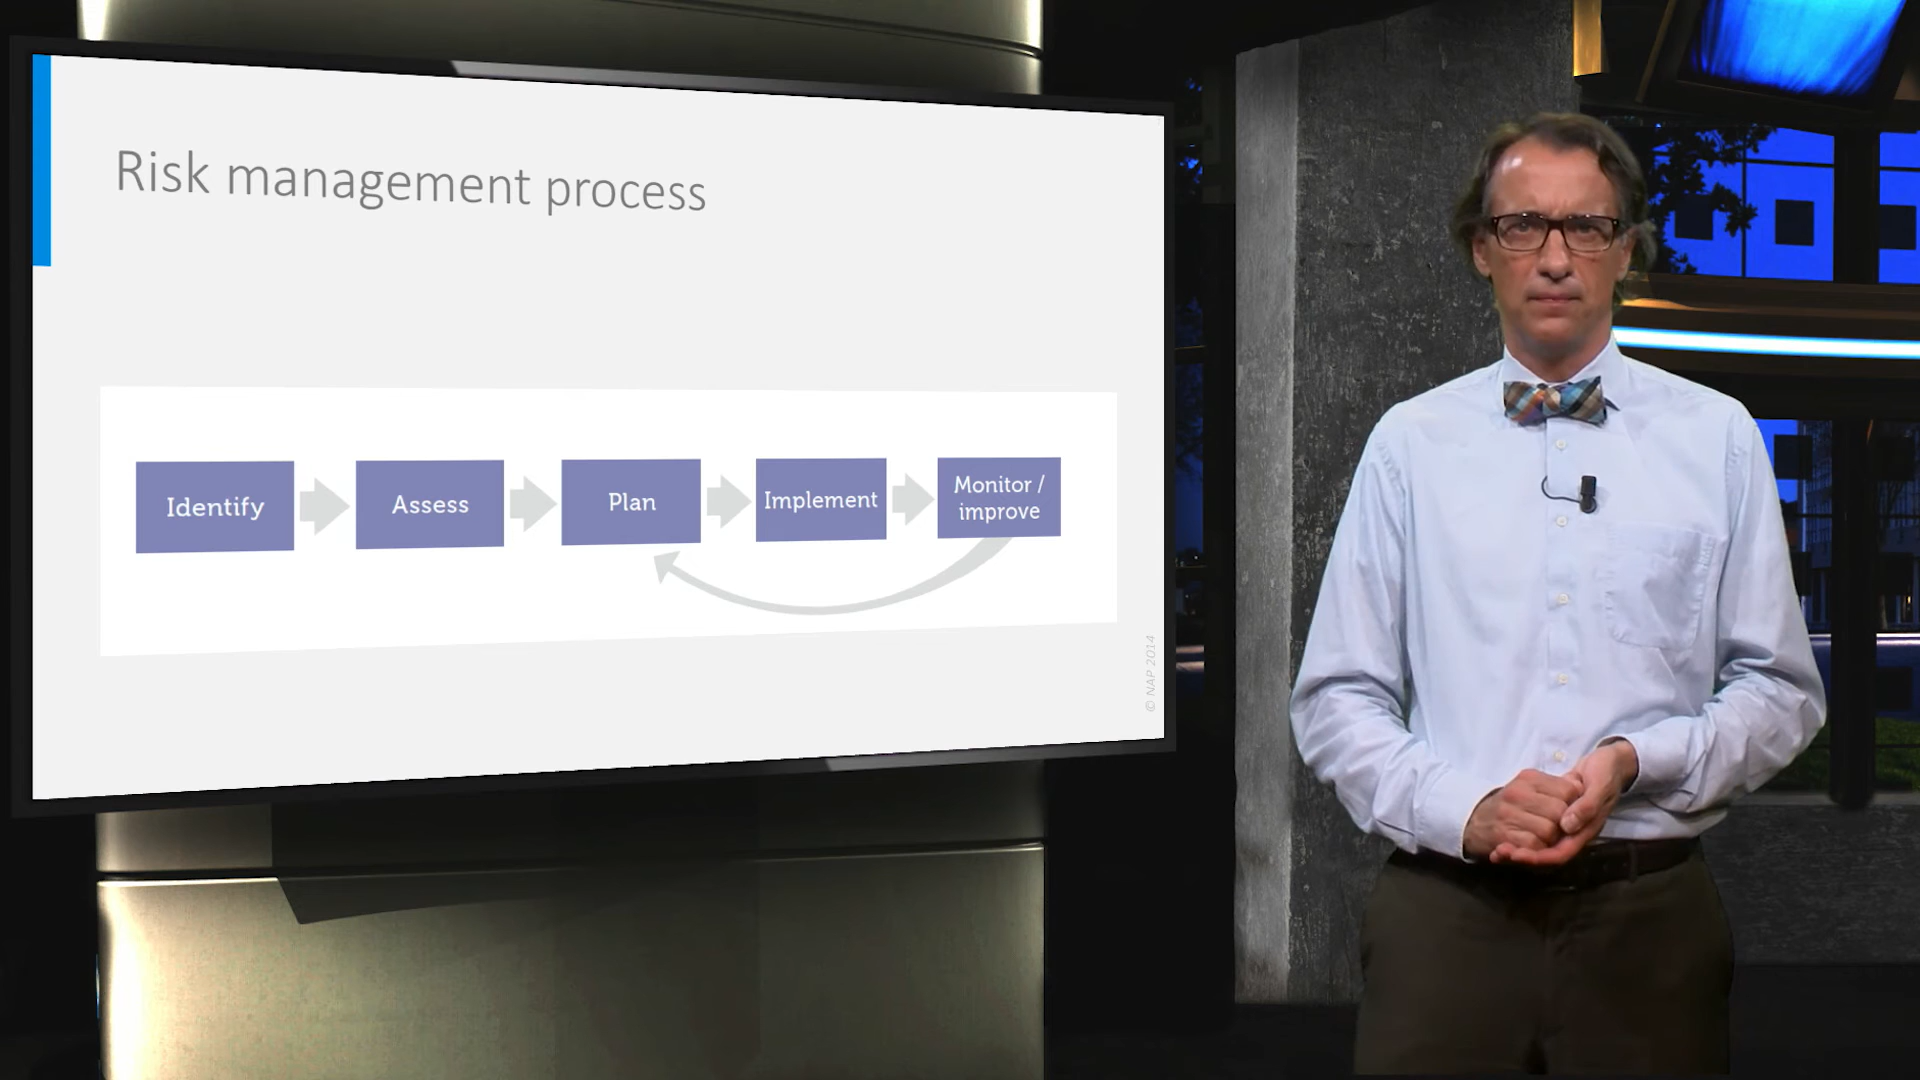 Risk management process
Identify
Assess
Plan
Implement
Monitor /
improve
© NAP 2014